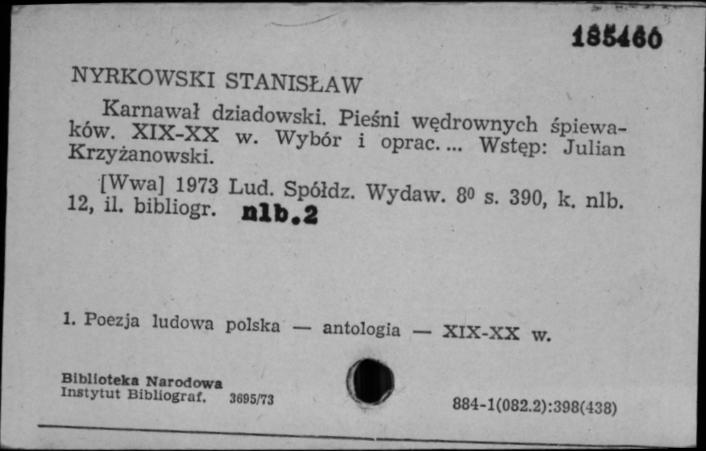 185460
NYRKOWSKI STANISŁAW
Karnawał dziadowski. Pieśni wędrownych śpiewa-
ków. XIX-XX w. Wybór i oprac.... Wstęp: Julian
Krzyżanowski.
[Wwa] 1973 Lud. Spółdz. Wydaw. 8⁰ s. 390, k. nlb.
12, il. bibliogr. nlb.2
1. Poezja ludowa polska — antologia — XIX-XX w.
Biblioteka Narodowa
Instytut Bibliograf. 3695/73
884-1(082.2):398(438)